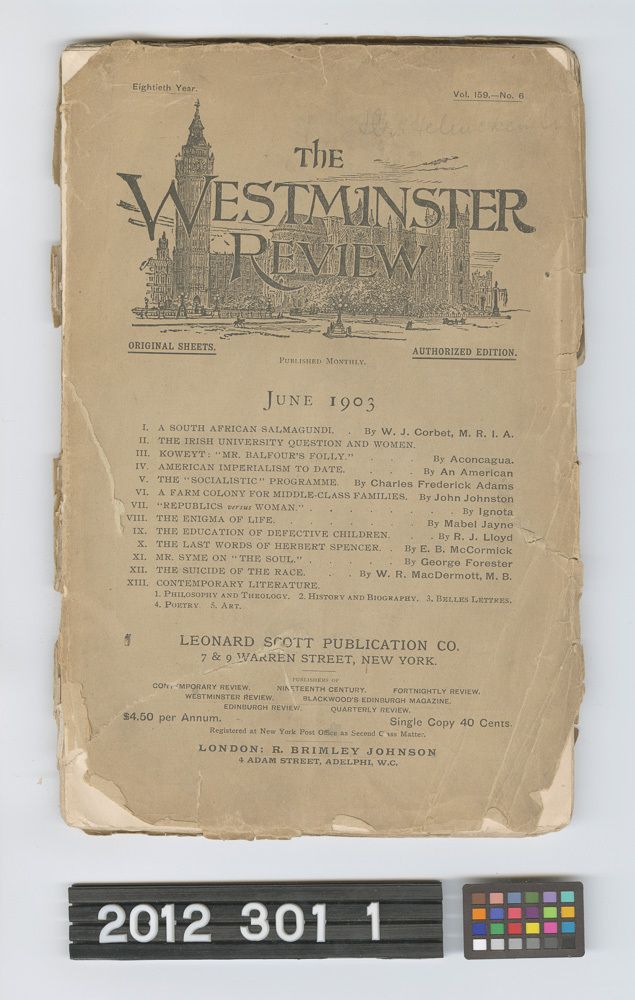 Eightieth Year.
Vol. 159.—No. 6
The
Westminster
Review
ORIGINAL SHEETS.
AUTHORIZED EDITION.
Published Monthly.
June 1903
I. A SOUTH AFRICAN SALMAGUNDI. . By W. J. Corbet, M. R. I. A.
II. THE IRISH UNIVERSITY QUESTION AND WOMEN.
III. KOWEYT: "MR. BALFOUR'S FOLLY." . . By Aconcagua.
IV. AMERICAN IMPERIALISM TO DATE. . . . By An American
V. THE "SOCIALISTIC" PROGRAMME. By Charles Frederick Adams
VI. A FARM COLONY FOR MIDDLE-CLASS FAMILIES. By John Johnston
VII. "REPUBLICS versus WOMAN." . . . . . By Ignota
VIII. THE ENIGMA OF LIFE. . . . . . By Mabel Jayne
IX. THE EDUCATION OF DEFECTIVE CHILDREN. . By R. J. Lloyd
X. THE LAST WORDS OF HERBERT SPENCER. . By E. B. McCormick
XI. MR. SYME ON "THE SOUL." . . . . By George Forester
XII. THE SUICIDE OF THE RACE. . . By W. R. MacDermott, M. B.
XIII. CONTEMPORARY LITERATURE.
1. Philosophy and Theology. 2. History and Biography. 3. Belles Lettres.
4. Poetry 5. Art.
LEONARD SCOTT PUBLICATION CO.
7 & 9 WARREN STREET, NEW YORK.
PUBLISHERS OF
CONTEMPORARY REVIEW. NINETEENTH CENTURY. FORTNIGHTLY REVIEW.
WESTMINSTER REVIEW. BLACKWOOD'S EDINBURGH MAGAZINE.
EDINBURGH REVIEW. QUARTERLY REVIEW.
$4.50 per Annum. Single Copy 40 Cents.
Registered at New York Post Office as Second Class Matter.
LONDON: R. BRIMLEY JOHNSON
4 ADAM STREET, ADELPHI, W.C.
2012 301 1